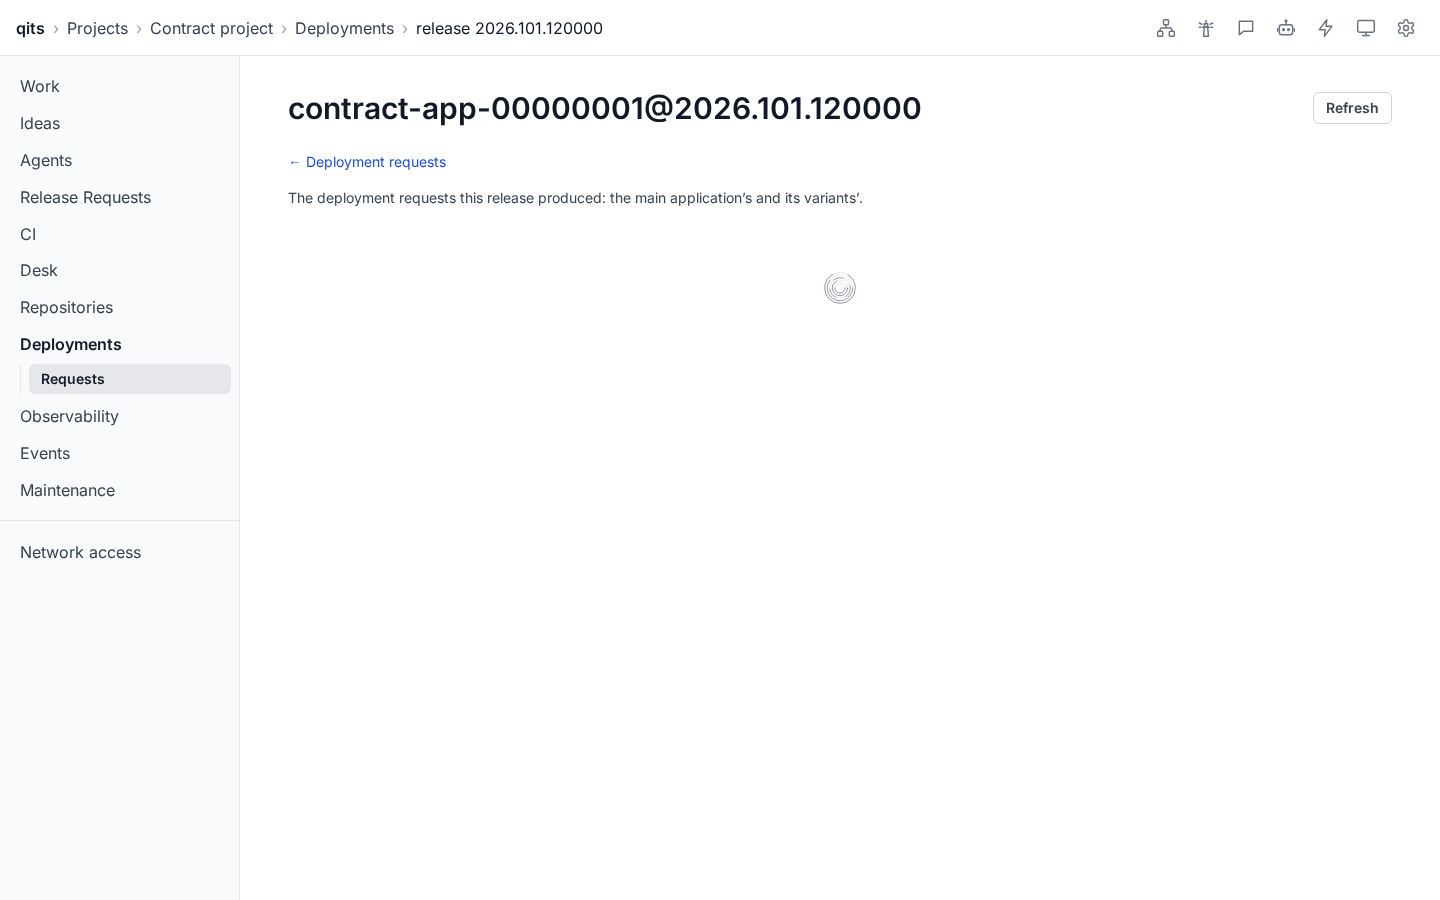 qits › Projects › Contract project › Deployments › release 2026.101.120000
Work
Ideas
Agents
Release Requests
CI
Desk
Repositories
Deployments
Requests
Observability
Events
Maintenance
Network access
contract-app-00000001@2026.101.120000
Refresh
← Deployment requests
The deployment requests this release produced: the main application’s and its variants’.